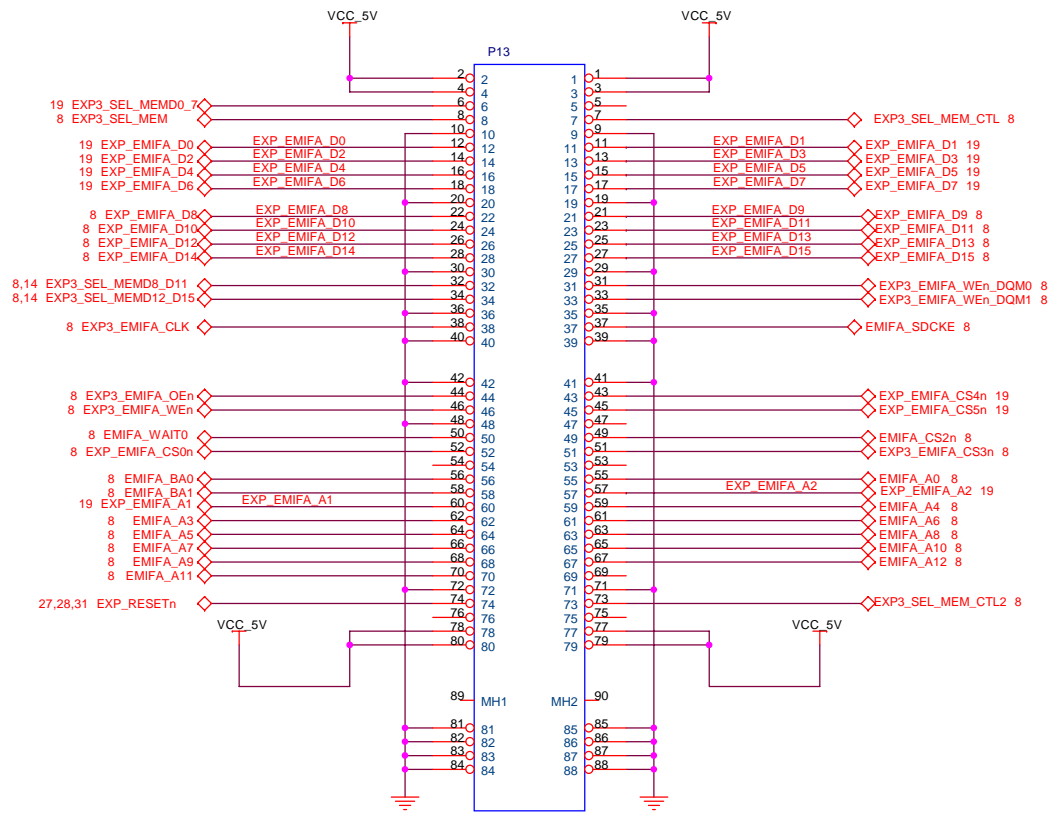 VCC_5V VCC_5V
P13
2 2 1 1
4 4 3 3
19 EXP3_SEL_MEMD0_7 6 6 5 5
8 EXP3_SEL_MEM 8 8 7 7 EXP3_SEL_MEM_CTL 8
10 10 9 9
19 EXP_EMIFA_D0 EXP_EMIFA_D0 12 12 11 11 EXP_EMIFA_D1 EXP_EMIFA_D1 19
19 EXP_EMIFA_D2 EXP_EMIFA_D2 14 14 13 13 EXP_EMIFA_D3 EXP_EMIFA_D3 19
19 EXP_EMIFA_D4 EXP_EMIFA_D4 16 16 15 15 EXP_EMIFA_D5 EXP_EMIFA_D5 19
19 EXP_EMIFA_D6 EXP_EMIFA_D6 18 18 17 17 EXP_EMIFA_D7 EXP_EMIFA_D7 19
20 20 19 19
8 EXP_EMIFA_D8 EXP_EMIFA_D8 22 22 21 21 EXP_EMIFA_D9 EXP_EMIFA_D9 8
8 EXP_EMIFA_D10 EXP_EMIFA_D10 24 24 23 23 EXP_EMIFA_D11 EXP_EMIFA_D11 8
8 EXP_EMIFA_D12 EXP_EMIFA_D12 26 26 25 25 EXP_EMIFA_D13 EXP_EMIFA_D13 8
8 EXP_EMIFA_D14 EXP_EMIFA_D14 28 28 27 27 EXP_EMIFA_D15 EXP_EMIFA_D15 8
30 30 29 29
8,14 EXP3_SEL_MEMD8_D11 32 32 31 31 EXP3_EMIFA_WEn_DQM0 8
8,14 EXP3_SEL_MEMD12_D15 34 34 33 33 EXP3_EMIFA_WEn_DQM1 8
36 36 35 35
8 EXP3_EMIFA_CLK 38 38 37 37 EMIFA_SDCKE 8
40 40 39 39
42 42 41 41
8 EXP3_EMIFA_OEn 44 44 43 43 EXP_EMIFA_CS4n 19
8 EXP3_EMIFA_WEn 46 46 45 45 EXP_EMIFA_CS5n 19
48 48 47 47
8 EMIFA_WAIT0 50 50 49 49 EMIFA_CS2n 8
8 EXP_EMIFA_CS0n 52 52 51 51 EXP3_EMIFA_CS3n 8
54 54 53 53
8 EMIFA_BA0 56 56 55 55 EMIFA_A0 8
8 EMIFA_BA1 58 58 57 57 EXP_EMIFA_A2 EXP_EMIFA_A2 19
19 EXP_EMIFA_A1 EXP_EMIFA_A1 60 60 59 59 EMIFA_A4 8
8 EMIFA_A3 62 62 61 61 EMIFA_A6 8
8 EMIFA_A5 64 64 63 63 EMIFA_A8 8
8 EMIFA_A7 66 66 65 65 EMIFA_A10 8
8 EMIFA_A9 68 68 67 67 EMIFA_A12 8
8 EMIFA_A11 70 70 69 69
72 72 71 71
27,28,31 EXP_RESETn 74 74 73 73 EXP3_SEL_MEM_CTL2 8
76 76 75 75
VCC_5V 78 78 77 77 VCC_5V
80 80 79 79
89 MH1 MH2 90
81 81 85 85
82 82 86 86
83 83 87 87
84 84 88 88